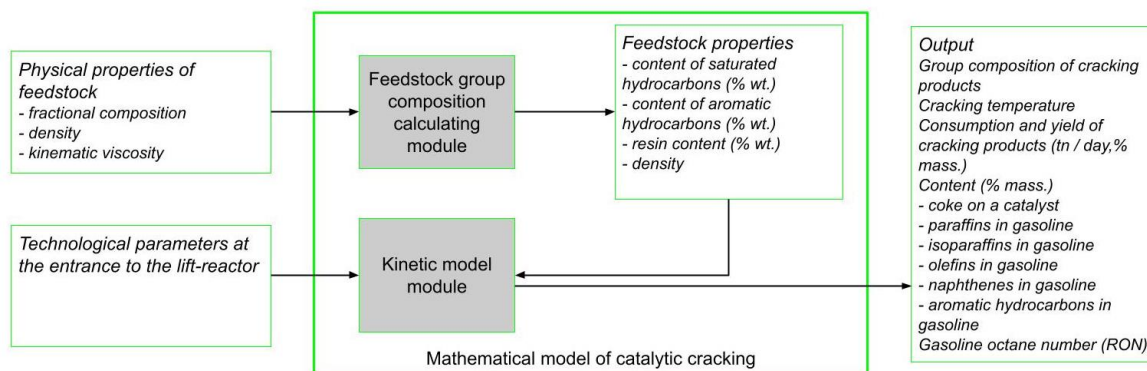 Physical properties of
feedstock
- fractional composition
- density
- kinematic viscosity
Feedstock group
composition
calculating
module
Feedstock properties
- content of saturated
hydrocarbons (% wt.)
- content of aromatic
hydrocarbons (% wt.)
- resin content (% wt.)
- density
Technological parameters at
the entrance to the lift-reactor
Kinetic model
module
Mathematical model of catalytic cracking
Output
Group composition of cracking
products
Cracking temperature
Consumption and yield of
cracking products (tn / day,%
mass.)
Content (% mass.)
- coke on a catalyst
- paraffins in gasoline
- isoparaffins in gasoline
- olefins in gasoline
- naphthenes in gasoline
- aromatic hydrocarbons in
gasoline
Gasoline octane number (RON)